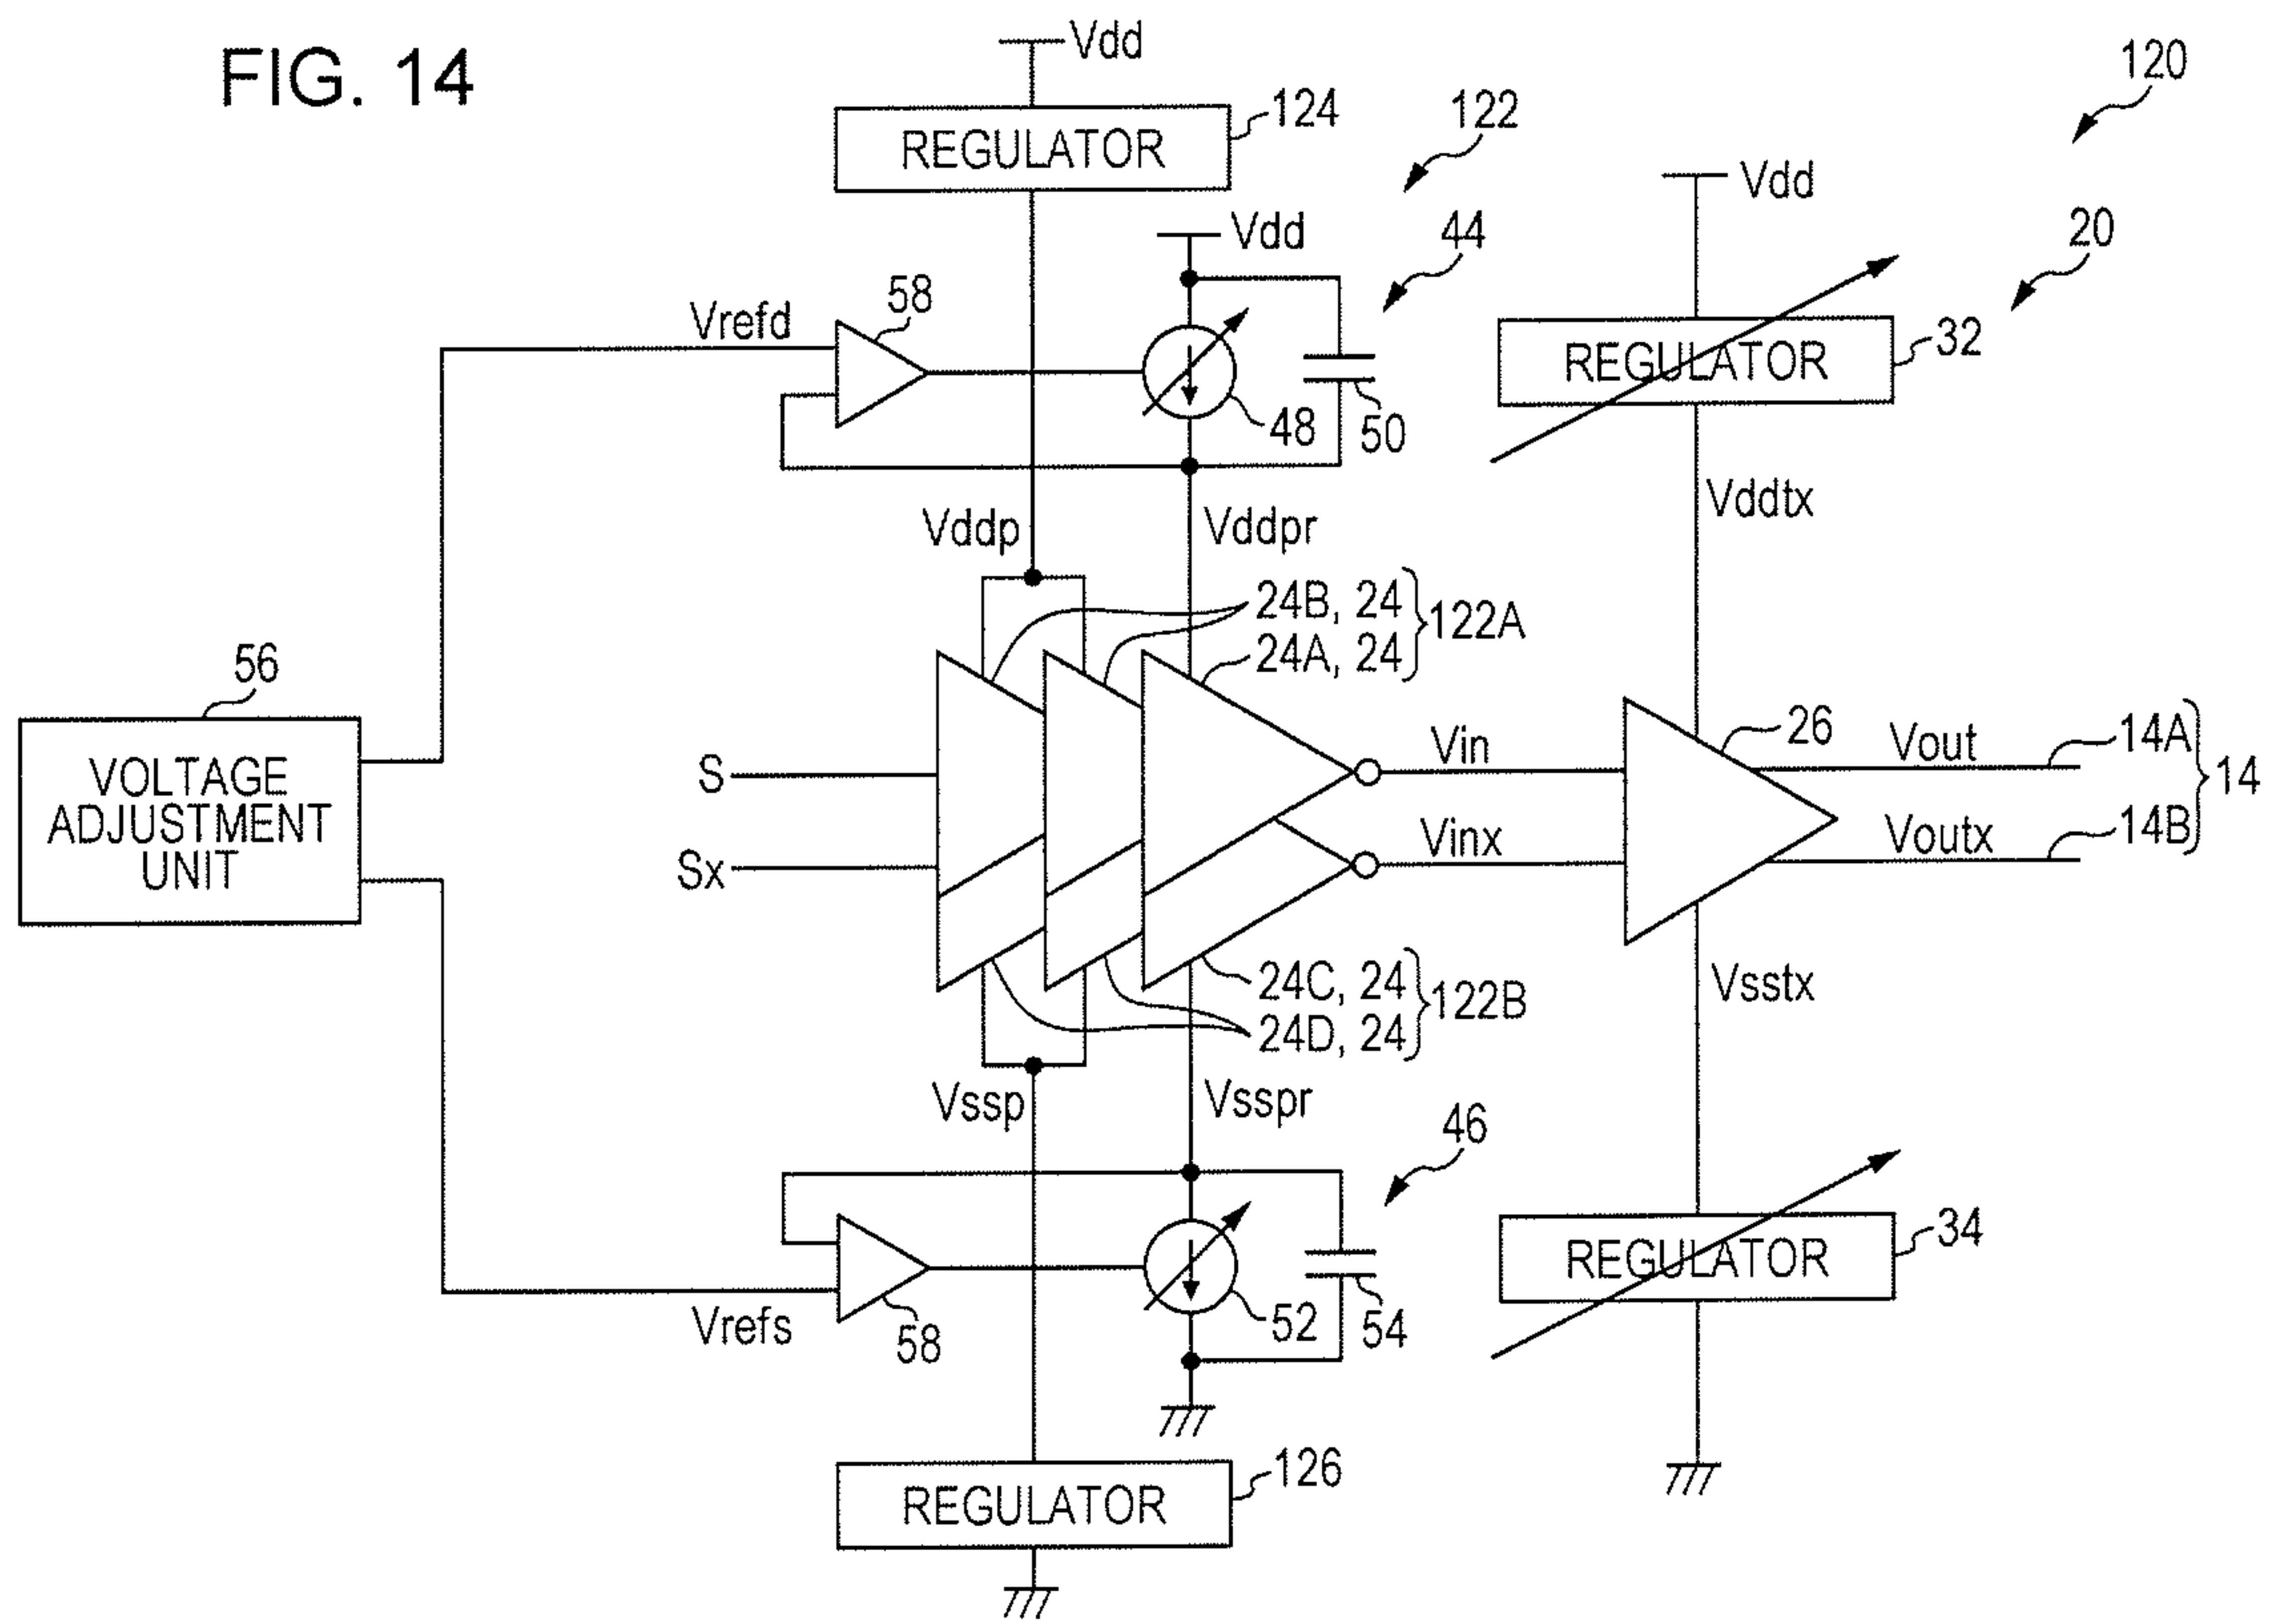 FIG. 14
Vdd
REGULATOR
124
122
120
Vdd
44
Vdd
20
58
Vrefd
48
50
REGULATOR
32
Vddp
Vddpr
Vddtx
24B, 24
24A, 24
122A
56
VOLTAGE
ADJUSTMENT
UNIT
S
Sx
Vin
Vinx
26
Vout
14A
Voutx
14B
14
24C, 24
24D, 24
122B
Vsstx
Vssp
Vsspr
46
58
Vrefs
52
54
REGULATOR
34
REGULATOR
126